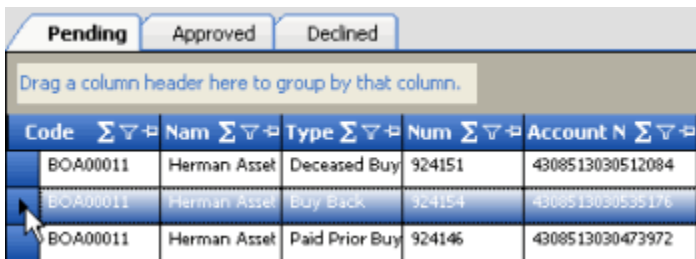 Pending Approved Declined
Drag a column header here to group by that column.
Code Σ Nam Σ Type Σ Num Σ Account N Σ
BOA00011 Herman Asset Deceased Buy 924151 4308513030512084
BOA00011 Herman Asset Buy Back 924154 4308513030535176
BOA00011 Herman Asset Paid Prior Buy 924146 4308513030473972